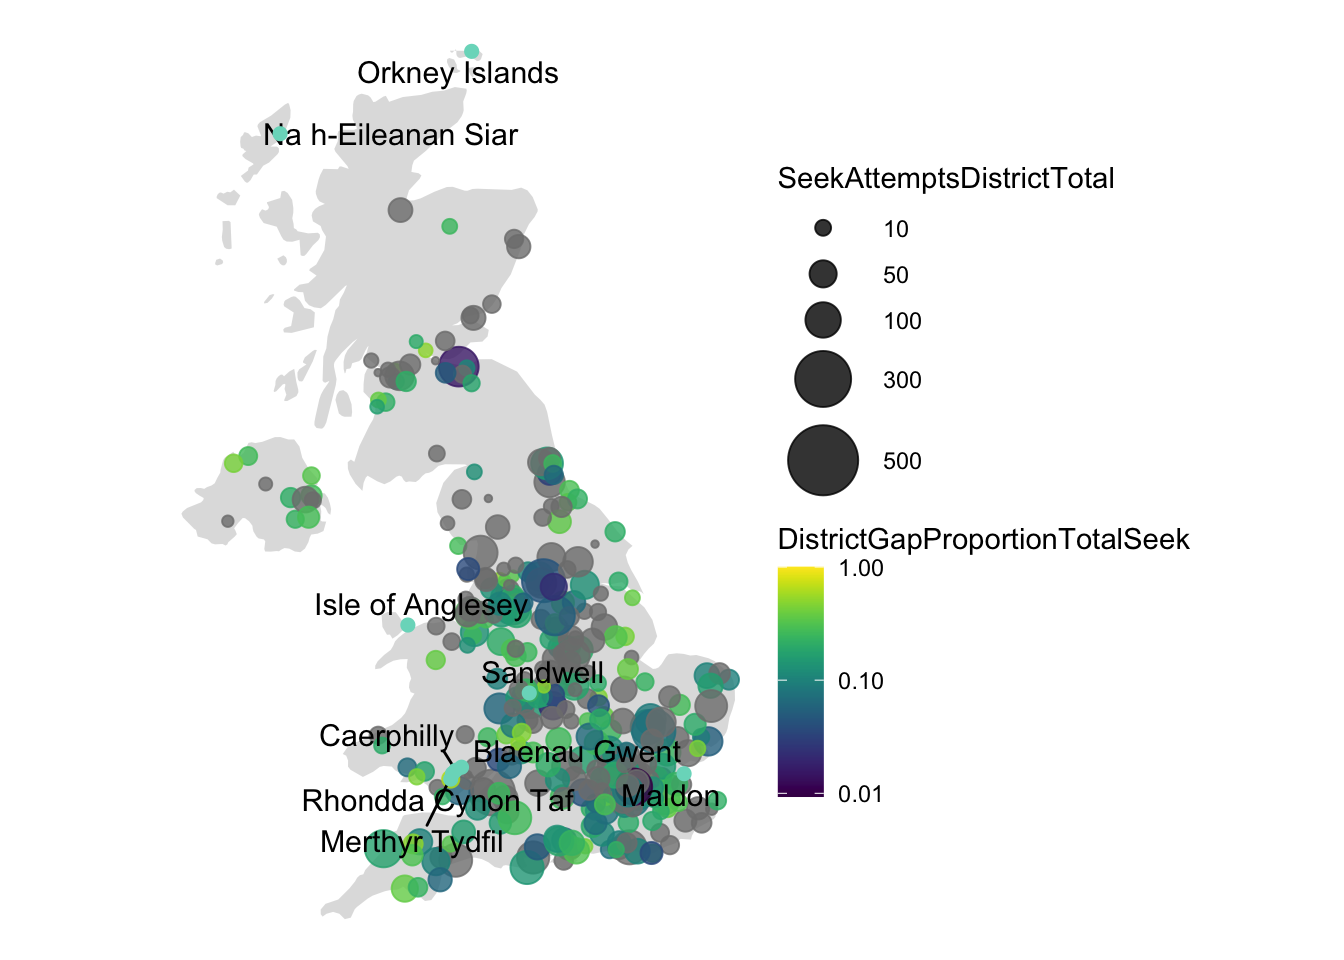 Orkney Islands
Na h-Eileanan Siar
Isle of Anglesey
Sandwell
Caerphilly
Blaenau Gwent
Rhondda Cynon Taf
Maldon
Merthyr Tydfil
SeekAttemptsDistrictTotal
10
50
100
300
500
DistrictGapProportionTotalSeek
1.00
0.10
0.01